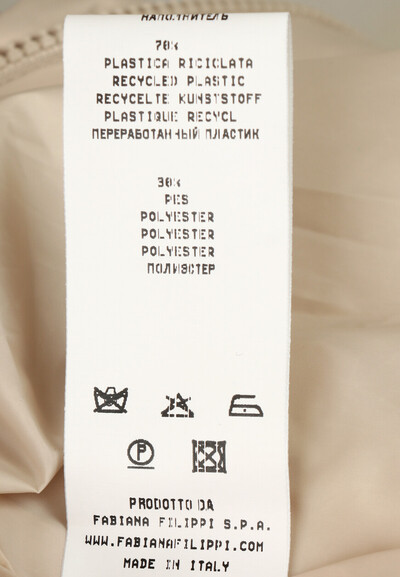 НАПОЛНИТЕЛЬ
70%
PLASTICA RICICLATA
RECYCLED PLASTIC
RECYCELTE KUNSTSTOFF
PLASTIQUE RECYCL
ПЕРЕРАБОТАННЫЙ ПЛАСТИК
30%
PES
POLYESTER
POLYESTER
POLYESTER
ПОЛИЭСТЕР
P
PRODOTTO DA
FABIANA FILIPPI S.P.A.
WWW.FABIANAFILIPPI.COM
MADE IN ITALY